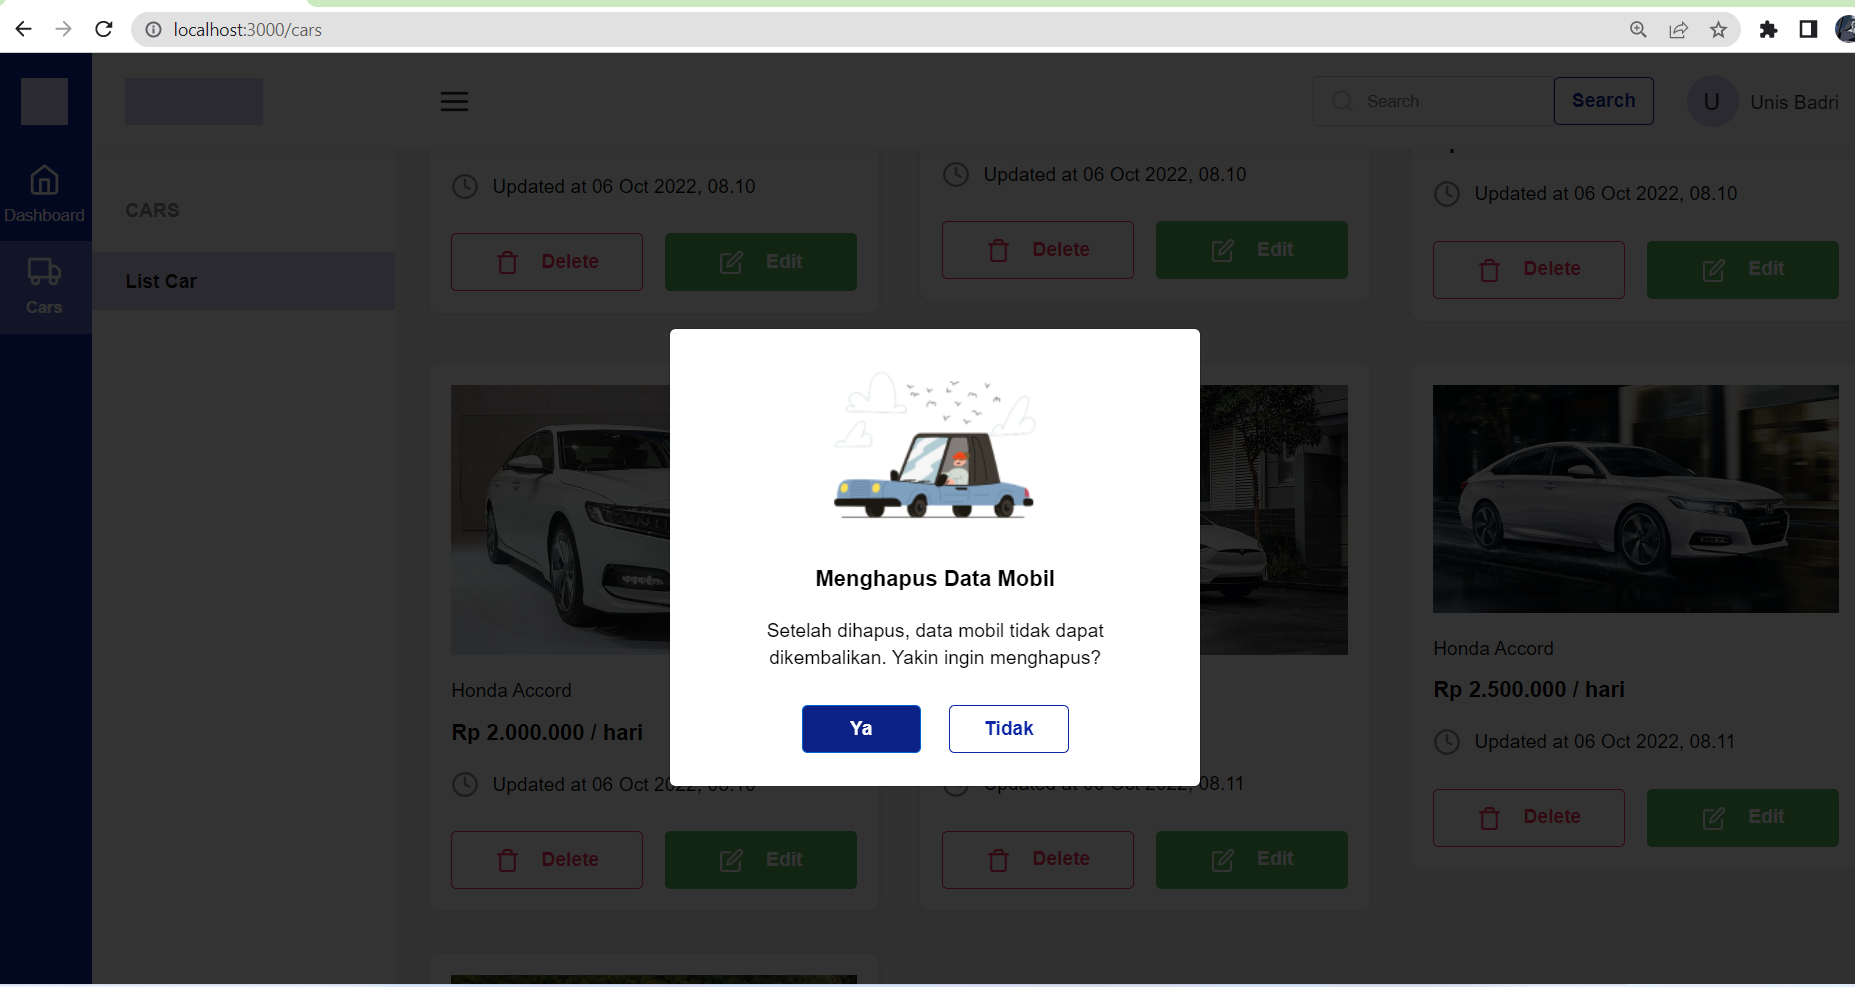 localhost:3000/cars
Search
Search
U
Unis Badri
Dashboard
Cars
CARS
List Car
Updated at 06 Oct 2022, 08.10
Delete
Edit
Updated at 06 Oct 2022, 08.10
Delete
Edit
Updated at 06 Oct 2022, 08.10
Delete
Edit
Menghapus Data Mobil
Setelah dihapus, data mobil tidak dapat
dikembalikan. Yakin ingin menghapus?
Ya
Tidak
Honda Accord
Rp 2.000.000 / hari
Updated at 06 Oct 2022, 08.10
Delete
Edit
08.11
Delete
Edit
Honda Accord
Rp 2.500.000 / hari
Updated at 06 Oct 2022, 08.11
Delete
Edit